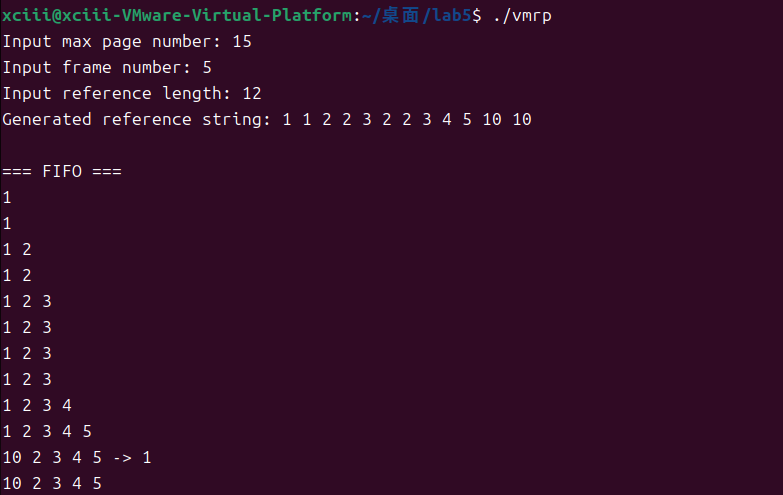 xciii@xciii-VMware-Virtual-Platform:~/桌面/lab5$ ./vmrp
Input max page number: 15
Input frame number: 5
Input reference length: 12
Generated reference string: 1 1 2 2 3 2 2 3 4 5 10 10
=== FIFO ===
1
1
1 2
1 2
1 2 3
1 2 3
1 2 3
1 2 3
1 2 3 4
1 2 3 4 5
10 2 3 4 5 -> 1
10 2 3 4 5